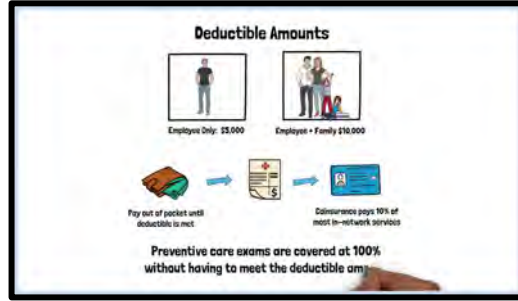 Deductible Amounts
Employee Only: $5,000
Employee + Family $10,000
Pay out of pocket until
deductible is met
$
Coinsurance pays 10% of
most in-network services
Preventive care exams are covered at 100%
without having to meet the deductible am